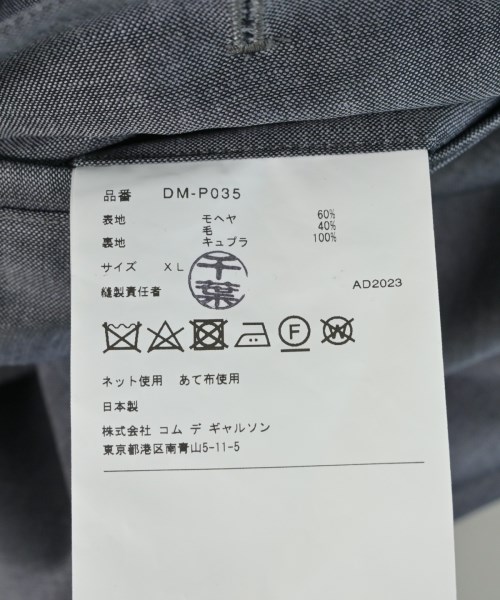 品番 DM-P035
表地 モヘヤ 60%
毛 40%
裏地 キュプラ 100%
サイズ XL
縫製責任者 千葉 AD2023
F W
ネット使用 あて布使用
日本製
株式会社 コム デ ギャルソン
東京都港区南青山5-11-5